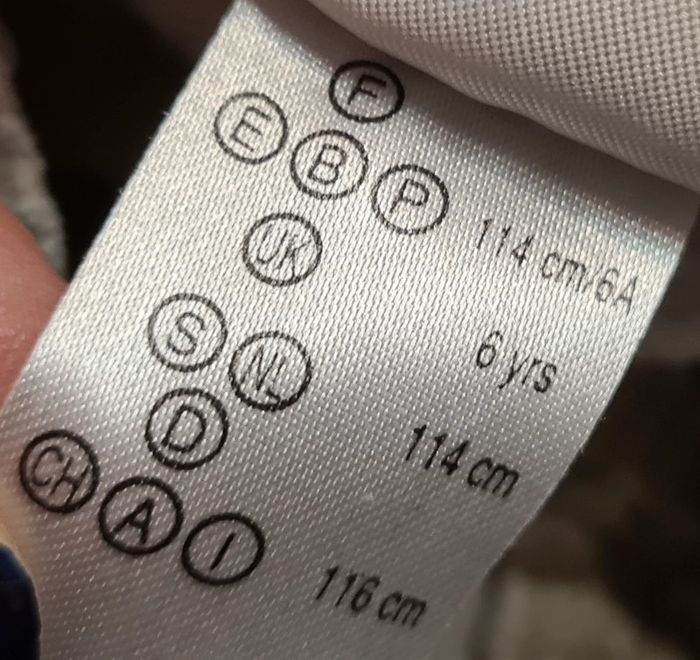 F
E B P 114 cm/6A
UK 6 yrs
S NL 114 cm
D
CH A I 116 cm